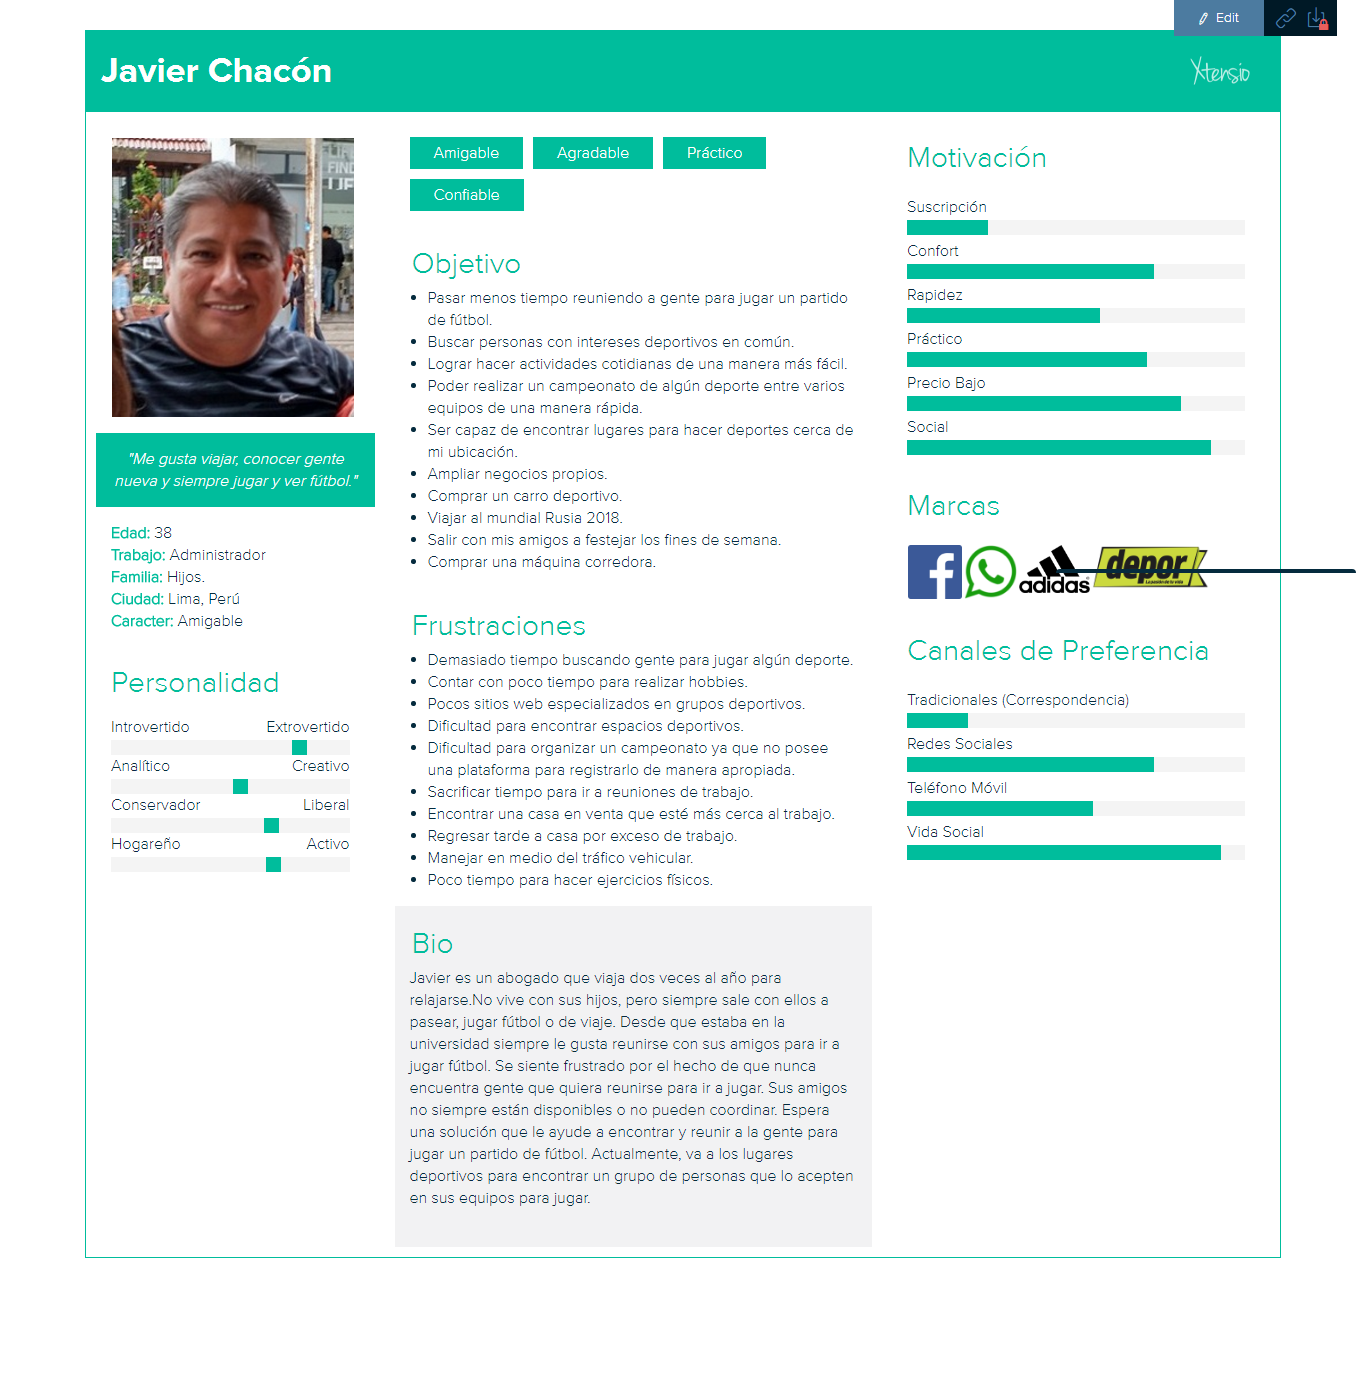 Edit
Javier Chacón
Xtensio
"Me gusta viajar, conocer gente
nueva y siempre jugar y ver fútbol."
Edad: 38
Trabajo: Administrador
Familia: Hijos.
Ciudad: Lima, Perú
Caracter: Amigable
Personalidad
Introvertido Extrovertido
Analítico Creativo
Conservador Liberal
Hogareño Activo
Amigable Agradable Práctico
Confiable
Objetivo
• Pasar menos tiempo reuniendo a gente para jugar un partido
de fútbol.
• Buscar personas con intereses deportivos en común.
• Lograr hacer actividades cotidianas de una manera más fácil.
• Poder realizar un campeonato de algún deporte entre varios
equipos de una manera rápida.
• Ser capaz de encontrar lugares para hacer deportes cerca de
mi ubicación.
• Ampliar negocios propios.
• Comprar un carro deportivo.
• Viajar al mundial Rusia 2018.
• Salir con mis amigos a festejar los fines de semana.
• Comprar una máquina corredora.
Frustraciones
• Demasiado tiempo buscando gente para jugar algún deporte.
• Contar con poco tiempo para realizar hobbies.
• Pocos sitios web especializados en grupos deportivos.
• Dificultad para encontrar espacios deportivos.
• Dificultad para organizar un campeonato ya que no posee
una plataforma para registrarlo de manera apropiada.
• Sacrificar tiempo para ir a reuniones de trabajo.
• Encontrar una casa en venta que esté más cerca al trabajo.
• Regresar tarde a casa por exceso de trabajo.
• Manejar en medio del tráfico vehicular.
• Poco tiempo para hacer ejercicios físicos.
Bio
Javier es un abogado que viaja dos veces al año para
relajarse.No vive con sus hijos, pero siempre sale con ellos a
pasear, jugar fútbol o de viaje. Desde que estaba en la
universidad siempre le gusta reunirse con sus amigos para ir a
jugar fútbol. Se siente frustrado por el hecho de que nunca
encuentra gente que quiera reunirse para ir a jugar. Sus amigos
no siempre están disponibles o no pueden coordinar. Espera
una solución que le ayude a encontrar y reunir a la gente para
jugar un partido de fútbol. Actualmente, va a los lugares
deportivos para encontrar un grupo de personas que lo acepten
en sus equipos para jugar.
Motivación
Suscripción
Confort
Rapidez
Práctico
Precio Bajo
Social
Marcas
adidas
depor
Canales de Preferencia
Tradicionales (Correspondencia)
Redes Sociales
Teléfono Móvil
Vida Social